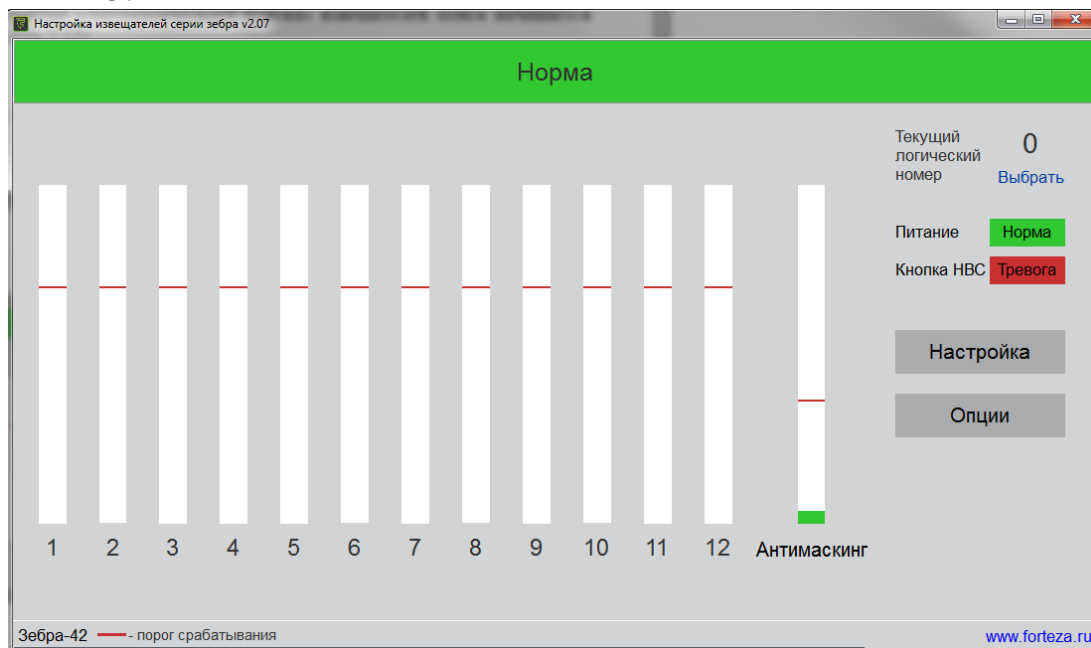 Настройка извещателей серии зебра v2.07
Норма
Текущий
логический
номер
0
Выбрать
Питание Норма
Кнопка НВС Тревога
Настройка
Опции
1 2 3 4 5 6 7 8 9 10 11 12 Антимаскинг
Зебра-42 - порог срабатывания
www.forteza.ru